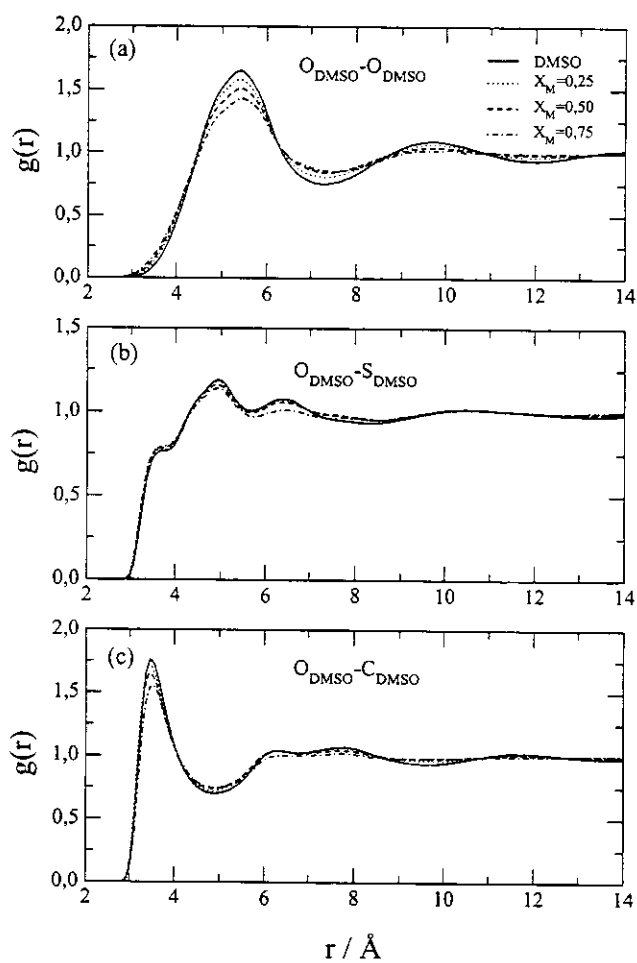 2,0
(a)
O_DMSO-O_DMSO
DMSO
X_M=0,25
X_M=0,50
X_M=0,75
1,5
1,0
0,5
0,0
g(r)
2 4 6 8 10 12 14
1,5
(b)
O_DMSO-S_DMSO
1,0
0,5
0,0
g(r)
2 4 6 8 10 12 14
2,0
(c)
O_DMSO-C_DMSO
1,5
1,0
0,5
0,0
g(r)
2 4 6 8 10 12 14
r / Å